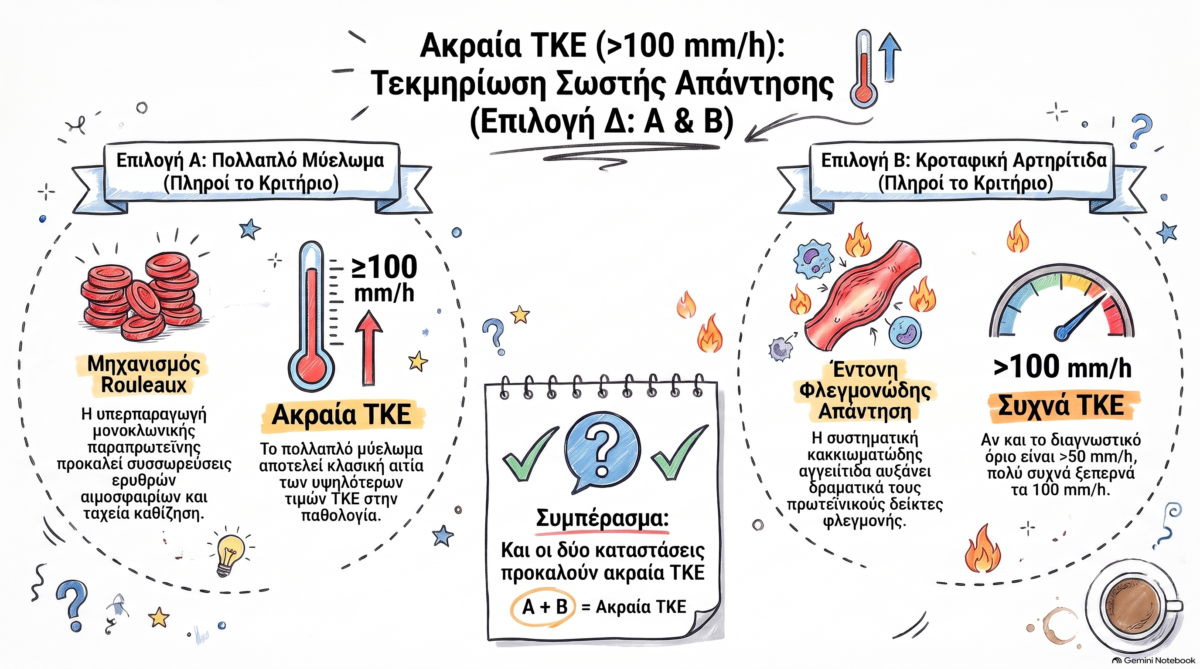 Ακραία ΤΚΕ (>100 mm/h):
Τεκμηρίωση Σωστής Απάντησης
(Επιλογή Δ: Α & Β)
Επιλογή Α: Πολλαπλό Μύελωμα
(Πληροί το Κριτήριο)
Μηχανισμός
Rouleaux
Η υπερπαραγωγή
μονοκλωνικής
παραπρωτεΐνης
προκαλεί συσσωρεύσεις
ερυθρών
αιμοσφαιρίων και
ταχεία καθίζηση.
≥100
mm/h
Ακραία ΤΚΕ
Το πολλαπλό μύελωμα
αποτελεί κλασική αιτία
των υψηλότερων
τιμών ΤΚΕ στην
παθολογία.
?
Συμπέρασμα:
Και οι δύο καταστάσεις
προκαλούν ακραία ΤΚΕ
Α + Β = Ακραία ΤΚΕ
Επιλογή Β: Κροταφική Αρτηρίτιδα
(Πληροί το Κριτήριο)
Έντονη
Φλεγμονώδης
Απάντηση
Η συστηματική
κακκιωματώδης
αγγειίτιδα αυξάνει
δραματικά τους
πρωτεϊνικούς δείκτες
φλεγμονής.
>100 mm/h
Συχνά ΤΚΕ
Αν και το διαγνωστικό
όριο είναι >50 mm/h,
πολύ συχνά ξεπερνά
τα 100 mm/h.
Gemini Notebook